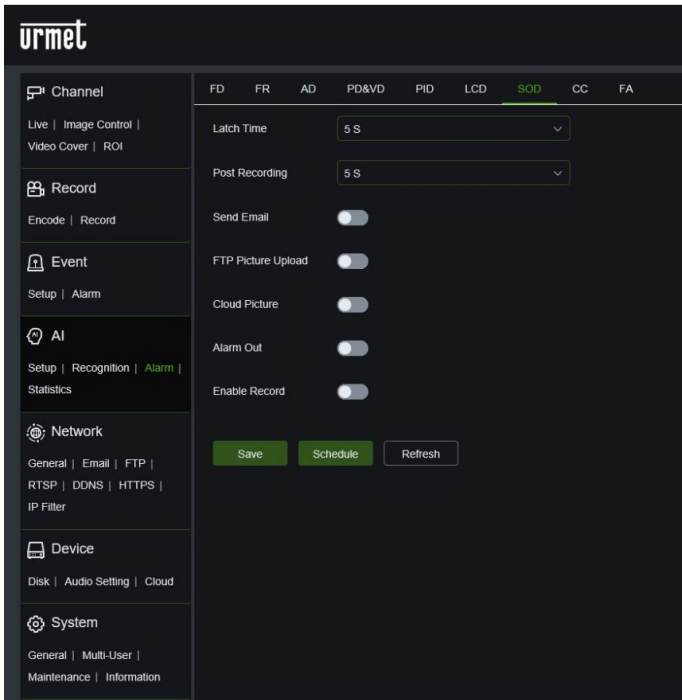 urmet
Channel
Live | Image Control |
Video Cover | ROI
Record
Encode | Record
Event
Setup | Alarm
AI
Setup | Recognition | Alarm |
Statistics
Network
General | Email | FTP |
RTSP | DDNS | HTTPS |
IP Filter
Device
Disk | Audio Setting | Cloud
System
General | Multi-User |
Maintenance | Information
FD FR AD PD&VD PID LCD SOD CC FA
Latch Time 5 S
Post Recording 5 S
Send Email
FTP Picture Upload
Cloud Picture
Alarm Out
Enable Record
Save Schedule Refresh